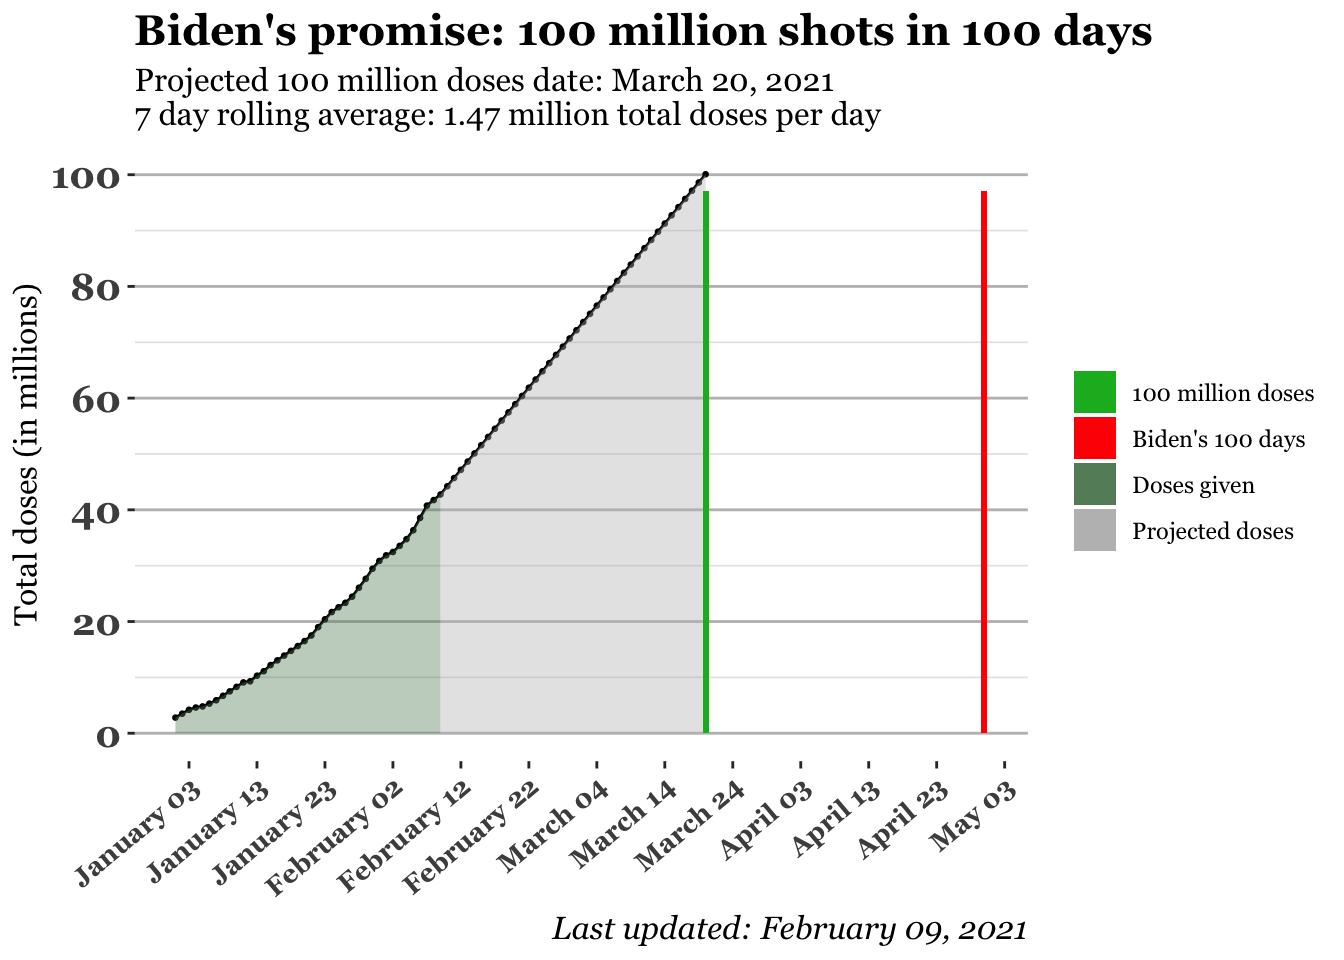 Biden's promise: 100 million shots in 100 days
Projected 100 million doses date: March 20, 2021
7 day rolling average: 1.47 million total doses per day
Total doses (in millions)
100
80
60
40
20
0
100 million doses
Biden's 100 days
Doses given
Projected doses
January 03
January 13
January 23
February 02
February 12
February 22
March 04
March 14
March 24
April 03
April 13
April 23
May 03
Last updated: February 09, 2021